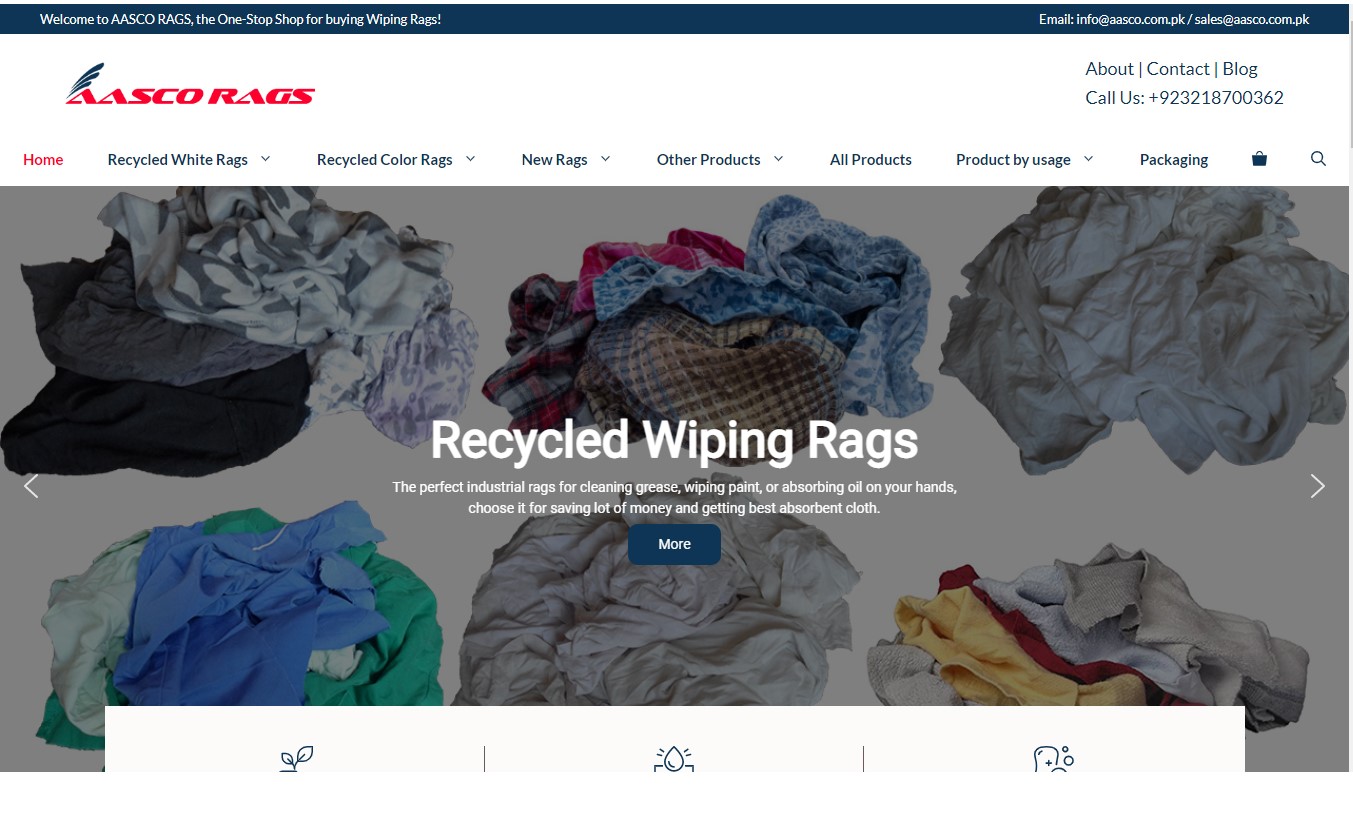 Welcome to AASCO RAGS, the One-Stop Shop for buying Wiping Rags!
Email: info@aasco.com.pk / sales@aasco.com.pk
AASCO RAGS
About | Contact | Blog
Call Us: +923218700362
Home
Recycled White Rags
Recycled Color Rags
New Rags
Other Products
All Products
Product by usage
Packaging
Recycled Wiping Rags
The perfect industrial rags for cleaning grease, wiping paint, or absorbing oil on your hands,
choose it for saving lot of money and getting best absorbent cloth.
More